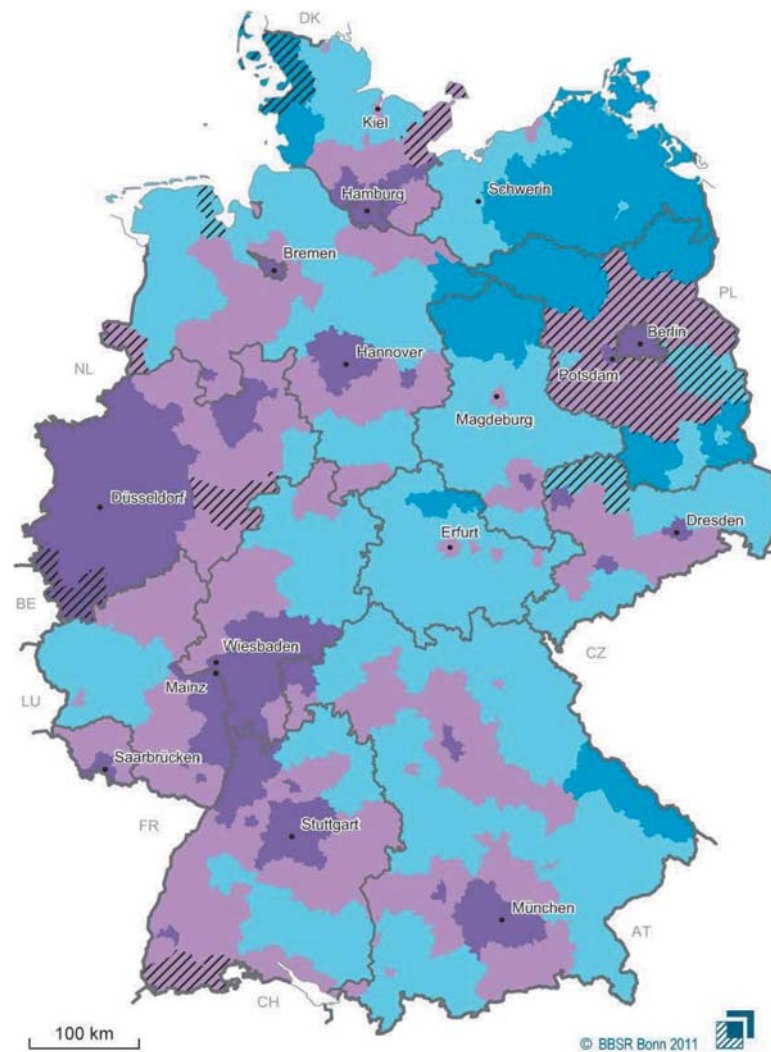 DK
Kiel
Hamburg
Schwerin
Bremen
PL
Berlin
Hannover
NL
Potsdam
Magdeburg
Düsseldorf
Dresden
Erfurt
BE
Wiesbaden
CZ
Mainz
LU
Saarbrücken
FR
Stuttgart
München
AT
CH
100 km
© BBSR Bonn 2011